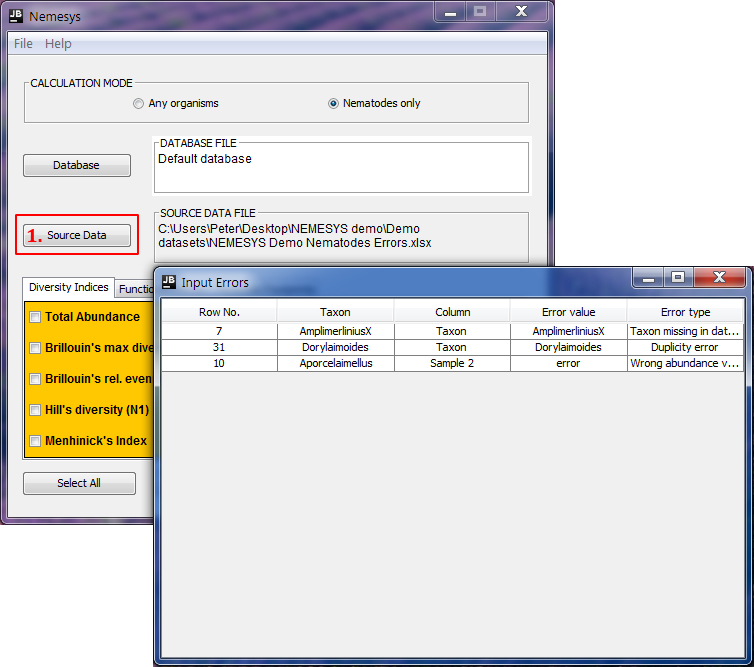 JB Nemesys
File Help
CALCULATION MODE
Any organisms Nematodes only
Database
DATABASE FILE
Default database
1. Source Data
SOURCE DATA FILE
C:\Users\Peter\Desktop\NEMESYS demo\Demo
datasets\NEMESYS Demo Nematodes Errors.xlsx
Diversity Indices Functio
Total Abundance
Brillouin's max dive
Brillouin's rel. even
Hill's diversity (N1)
Menhinick's Index
Select All
JB Input Errors
Row No. Taxon Column Error value Error type
7 AmplimerliniusX Taxon AmplimerliniusX Taxon missing in dat...
31 Dorylaimoides Taxon Dorylaimoides Duplicity error
10 Aporcelaimellus Sample 2 error Wrong abundance v...